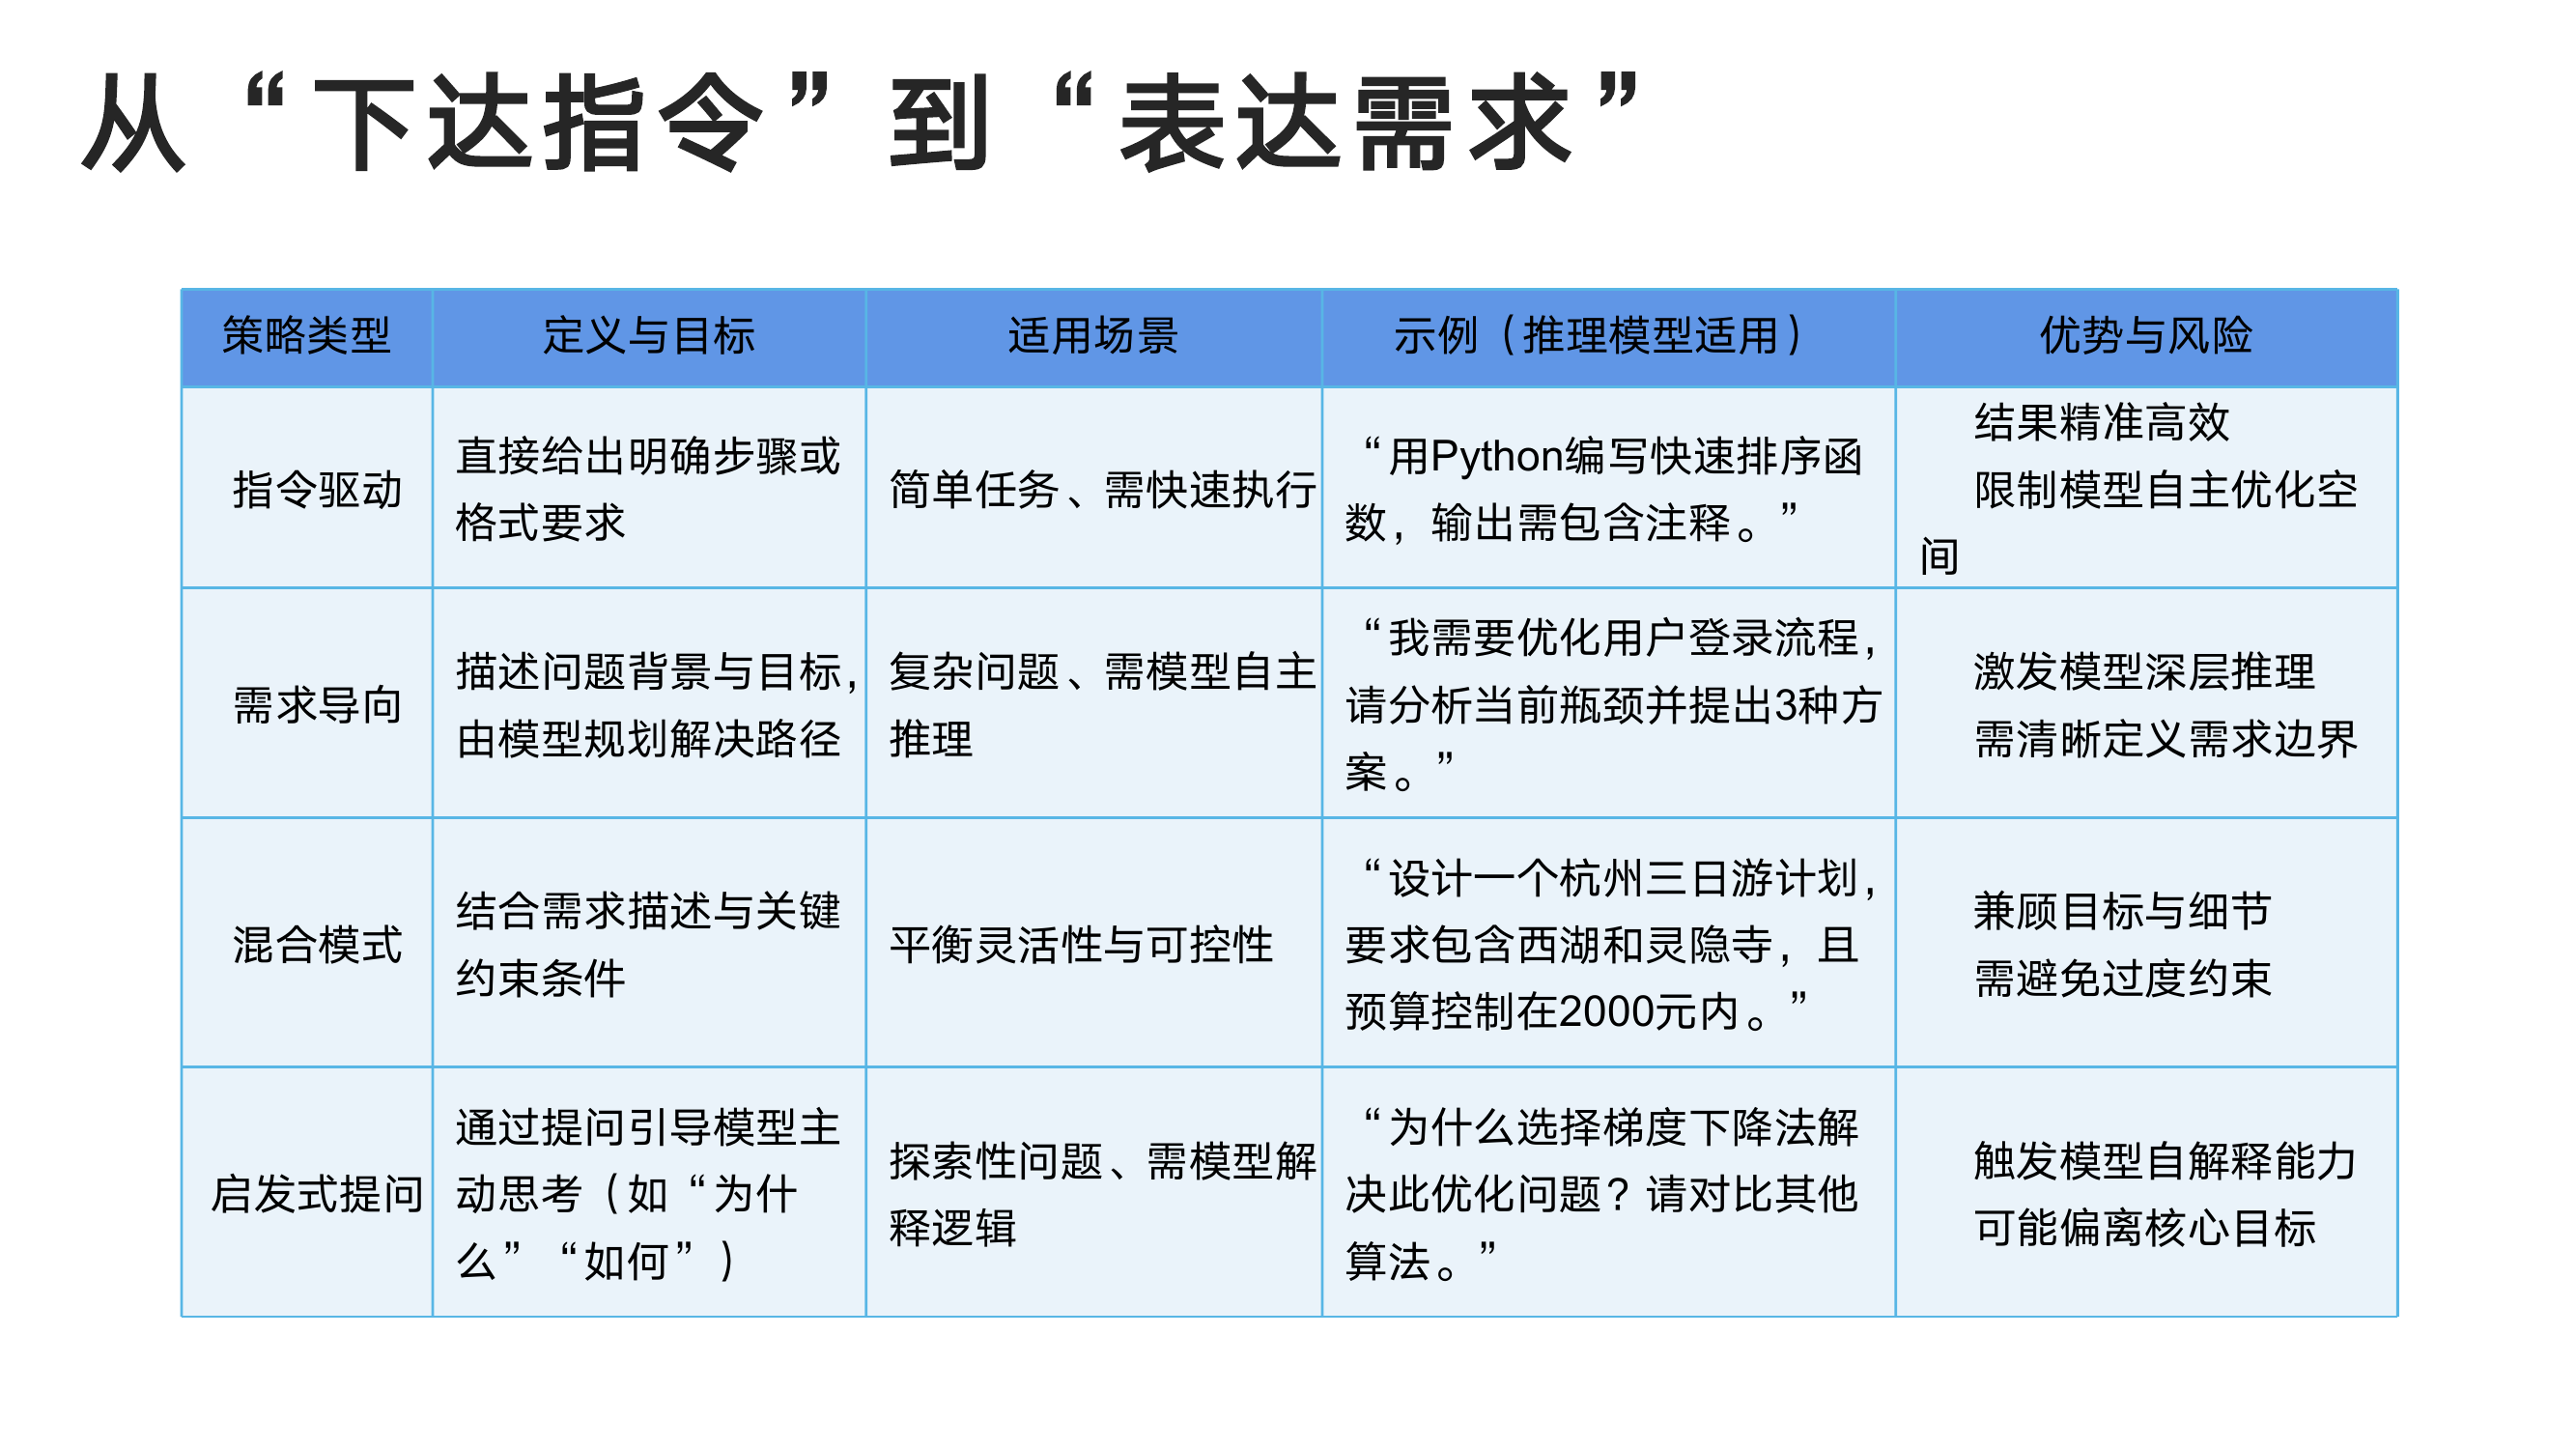 从“下达指令”到“表达需求”
策略类型
定义与目标
适用场景
示例（推理模型适用）
优势与风险
指令驱动
直接给出明确步骤或
格式要求
简单任务、需快速执行
“用Python编写快速排序函
数，输出需包含注释。”
结果精准高效
限制模型自主优化空
间
需求导向
描述问题背景与目标，
由模型规划解决路径
复杂问题、需模型自主
推理
“我需要优化用户登录流程，
请分析当前瓶颈并提出3种方
案。”
激发模型深层推理
需清晰定义需求边界
混合模式
结合需求描述与关键
约束条件
平衡灵活性与可控性
“设计一个杭州三日游计划，
要求包含西湖和灵隐寺，且
预算控制在2000元内。”
兼顾目标与细节
需避免过度约束
启发式提问
通过提问引导模型主
动思考（如“为什
么”“如何”）
探索性问题、需模型解
释逻辑
“为什么选择梯度下降法解
决此优化问题？请对比其他
算法。”
触发模型自解释能力
可能偏离核心目标